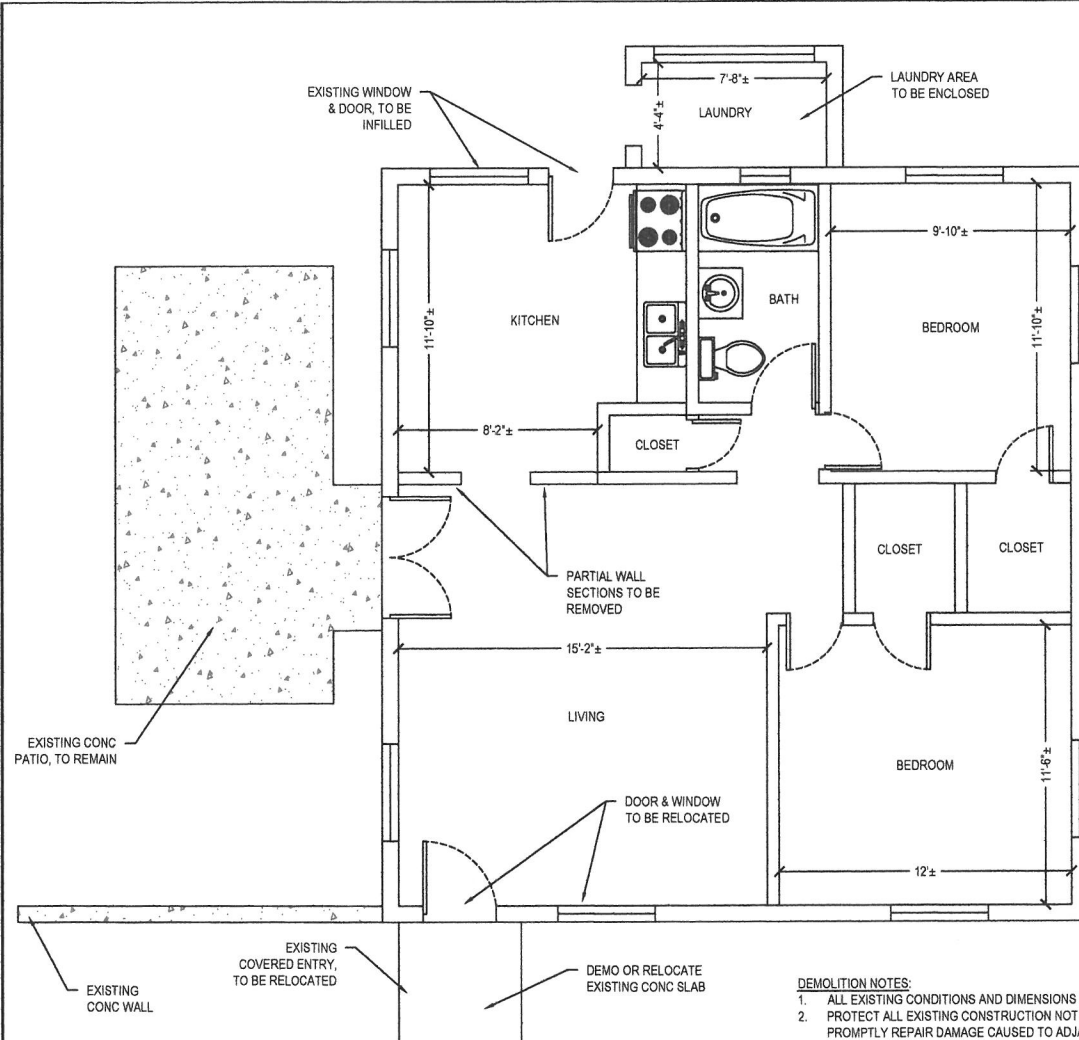 7'-8"±
EXISTING WINDOW
& DOOR, TO BE
INFILLED
LAUNDRY AREA
TO BE ENCLOSED
4'-4"±
LAUNDRY
9'-10"±
BATH
KITCHEN
BEDROOM
11'-10"±
11'-10"±
8'-2"±
CLOSET
CLOSET
CLOSET
PARTIAL WALL
SECTIONS TO BE
REMOVED
15'-2"±
LIVING
EXISTING CONC
PATIO, TO REMAIN
BEDROOM
11'-6"±
DOOR & WINDOW
TO BE RELOCATED
12'±
EXISTING
COVERED ENTRY,
TO BE RELOCATED
DEMO OR RELOCATE
EXISTING CONC SLAB
EXISTING
CONC WALL
DEMOLITION NOTES:
1. ALL EXISTING CONDITIONS AND DIMENSIONS
2. PROTECT ALL EXISTING CONSTRUCTION NOT
PROMPTLY REPAIR DAMAGE CAUSED TO